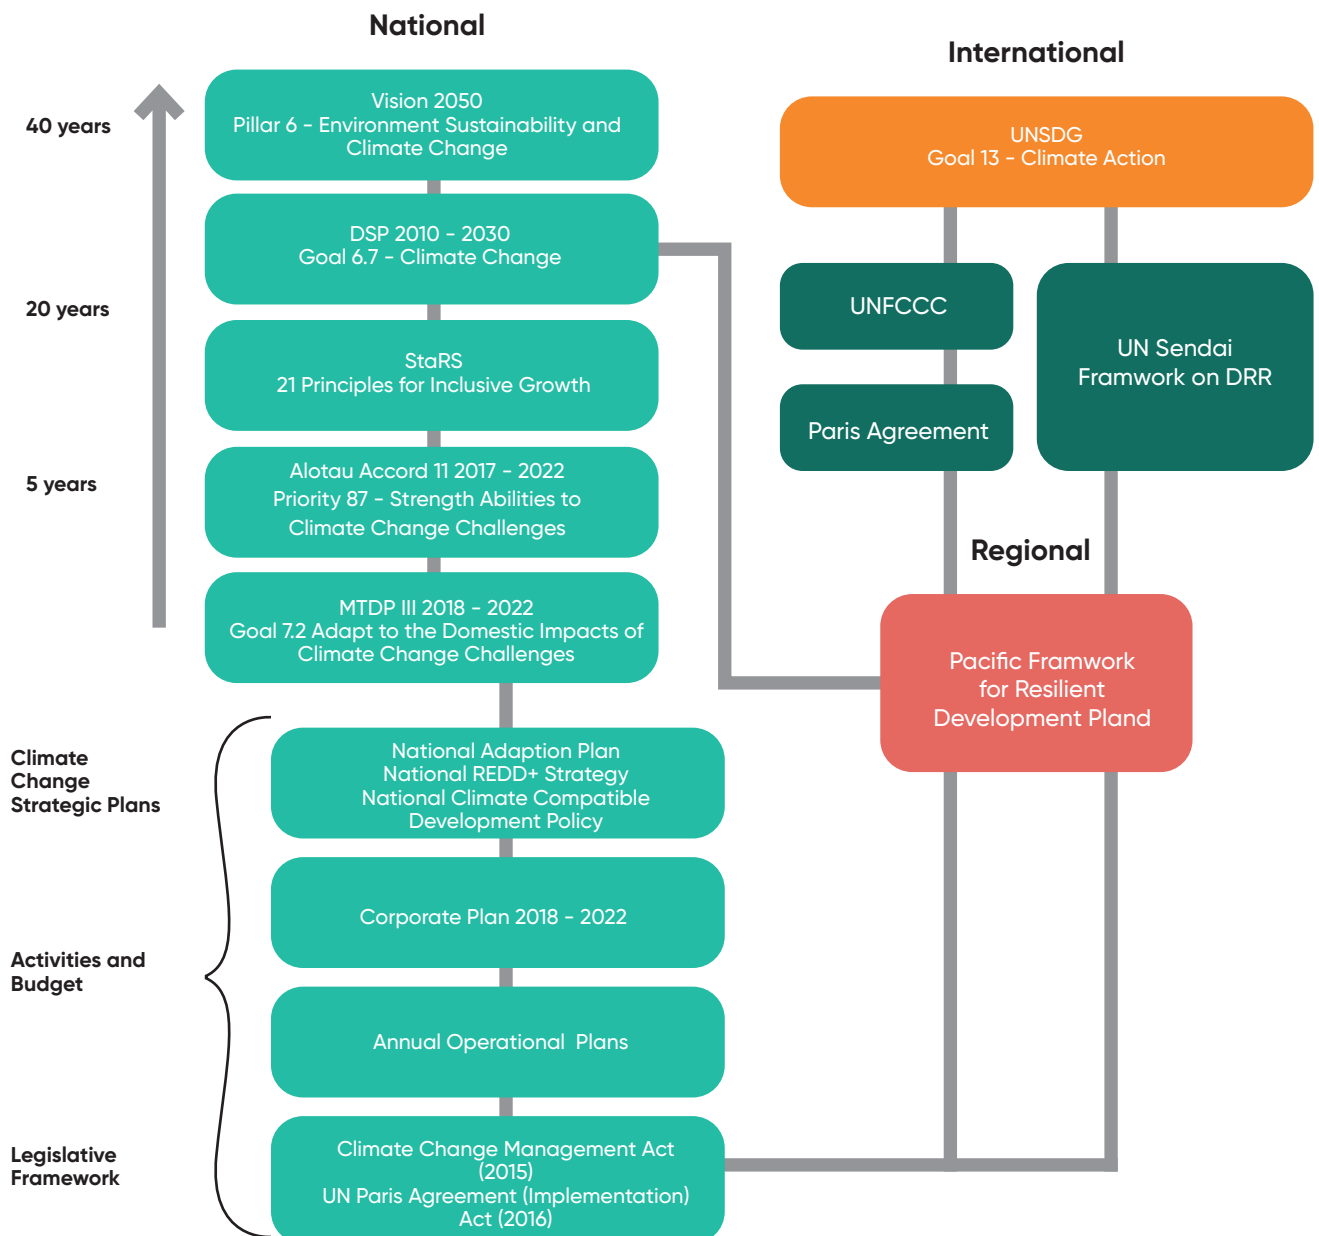 National
40 years
Vision 2050
Pillar 6 - Environment Sustainability and
Climate Change
DSP 2010 - 2030
Goal 6.7 - Climate Change
20 years
StaRS
21 Principles for Inclusive Growth
5 years
Alotau Accord 11 2017 - 2022
Priority 87 - Strength Abilities to
Climate Change Challenges
MTDP III 2018 - 2022
Goal 7.2 Adapt to the Domestic Impacts of
Climate Change Challenges
Climate
Change
Strategic Plans
National Adaption Plan
National REDD+ Strategy
National Climate Compatible
Development Policy
Corporate Plan 2018 - 2022
Activities and
Budget
Annual Operational Plans
Legislative
Framework
Climate Change Management Act
(2015)
UN Paris Agreement (Implementation)
Act (2016)
International
UNSDG
Goal 13 - Climate Action
UNFCCC
Paris Agreement
UN Sendai
Framwork on DRR
Regional
Pacific Framwork
for Resilient
Development Pland